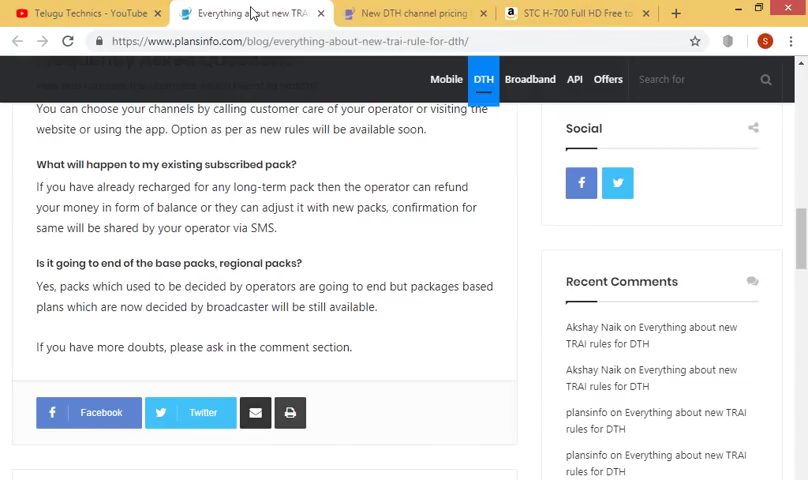 Telugu Technics - YouTube
Everything about new TRA
New DTH channel pricing
STC H-700 Full HD Free to
https://www.plansinfo.com/blog/everything-about-new-trai-rule-for-dth/
S
Mobile
DTH
Broadband
API
Offers
Search for
You can choose your channels by calling customer care of your operator or visiting the
website or using the app. Option as per as new rules will be available soon.
What will happen to my existing subscribed pack?
If you have already recharged for any long-term pack then the operator can refund
your money in form of balance or they can adjust it with new packs, confirmation for
same will be shared by your operator via SMS.
Is it going to end of the base packs, regional packs?
Yes, packs which used to be decided by operators are going to end but packages based
plans which are now decided by broadcaster will be still available.
If you have more doubts, please ask in the comment section.
Facebook
Twitter
Social
Recent Comments
Akshay Naik on Everything about new
TRAI rules for DTH
Akshay Naik on Everything about new
TRAI rules for DTH
plansinfo on Everything about new TRAI
rules for DTH
plansinfo on Everything about new TRAI
rules for DTH